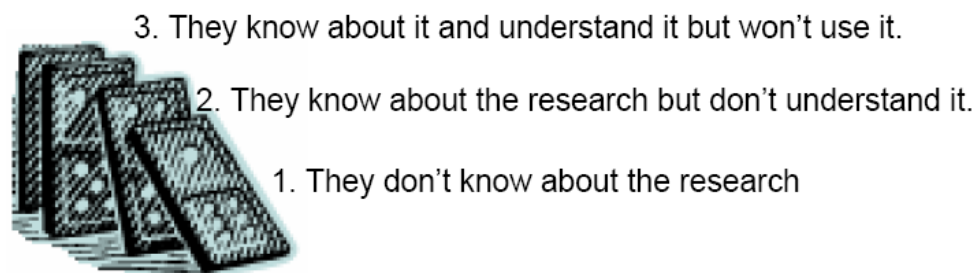 3. They know about it and understand it but won’t use it.
2. They know about the research but don’t understand it.
1. They don’t know about the research